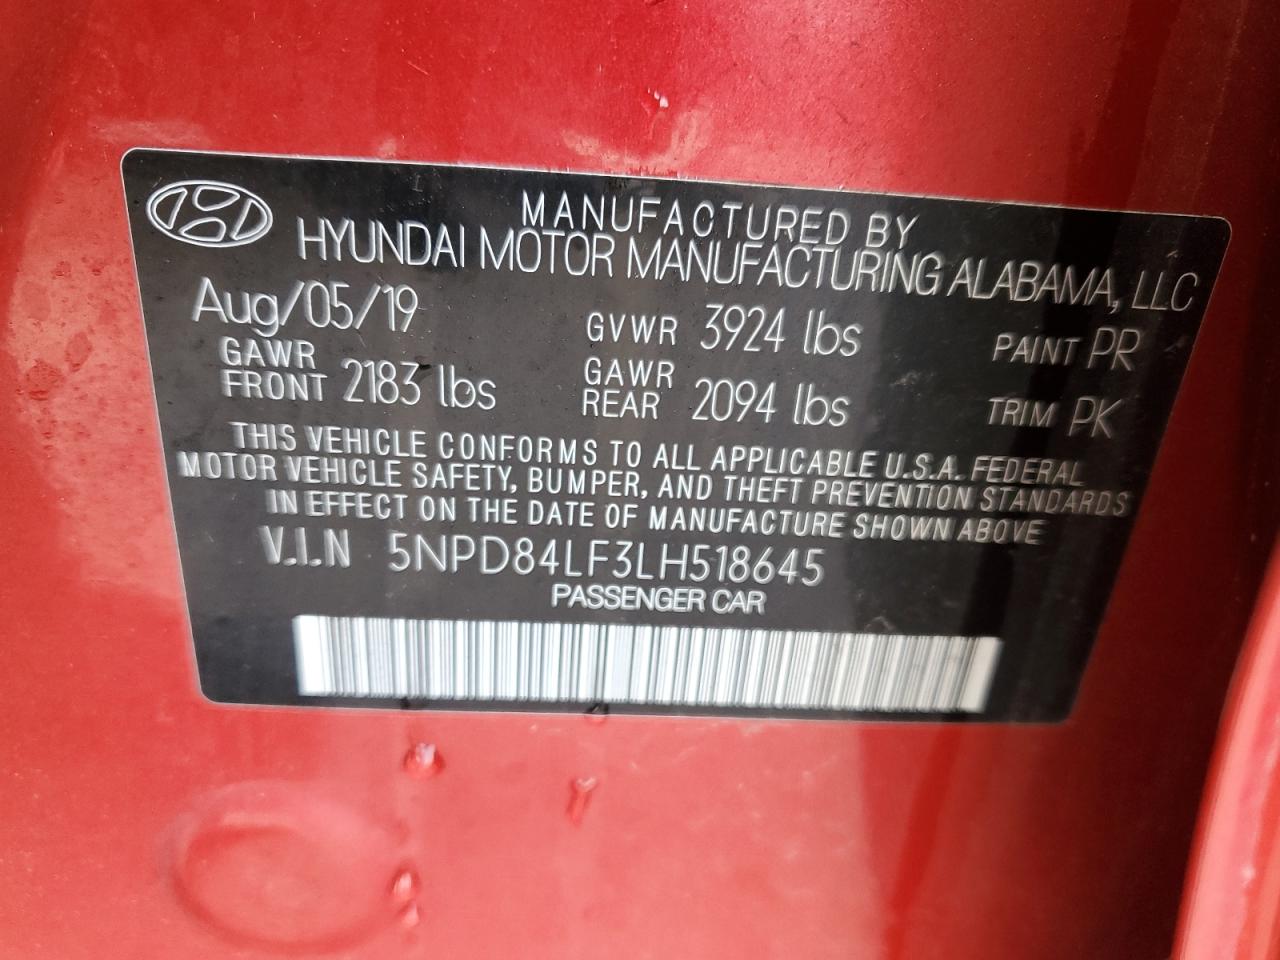 MANUFACTURED BY
HYUNDAI MOTOR MANUFACTURING ALABAMA, LLC
Aug/05/19 GVWR 3924 lbs PAINT PR
GAWR FRONT 2183 lbs GAWR REAR 2094 lbs TRIM PK
THIS VEHICLE CONFORMS TO ALL APPLICABLE U.S.A. FEDERAL
MOTOR VEHICLE SAFETY, BUMPER, AND THEFT PREVENTION STANDARDS
IN EFFECT ON THE DATE OF MANUFACTURE SHOWN ABOVE
V.I.N 5NPD84LF3LH518645
PASSENGER CAR